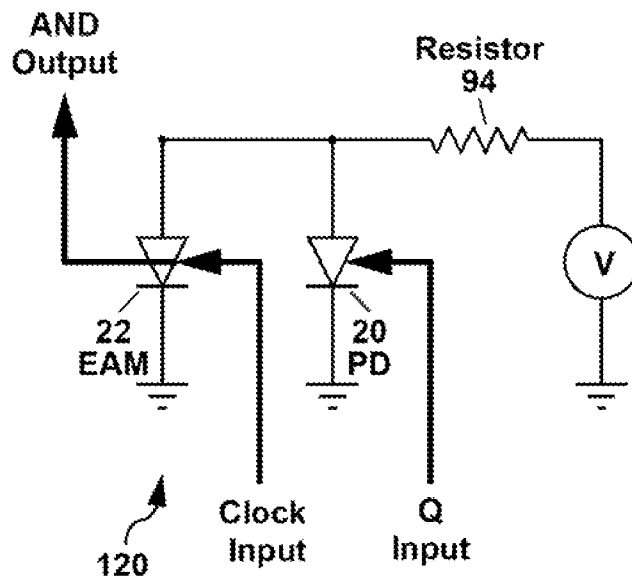 AND
Output
Resistor
94
V
22
EAM
20
PD
Clock
Input
Q
Input
120